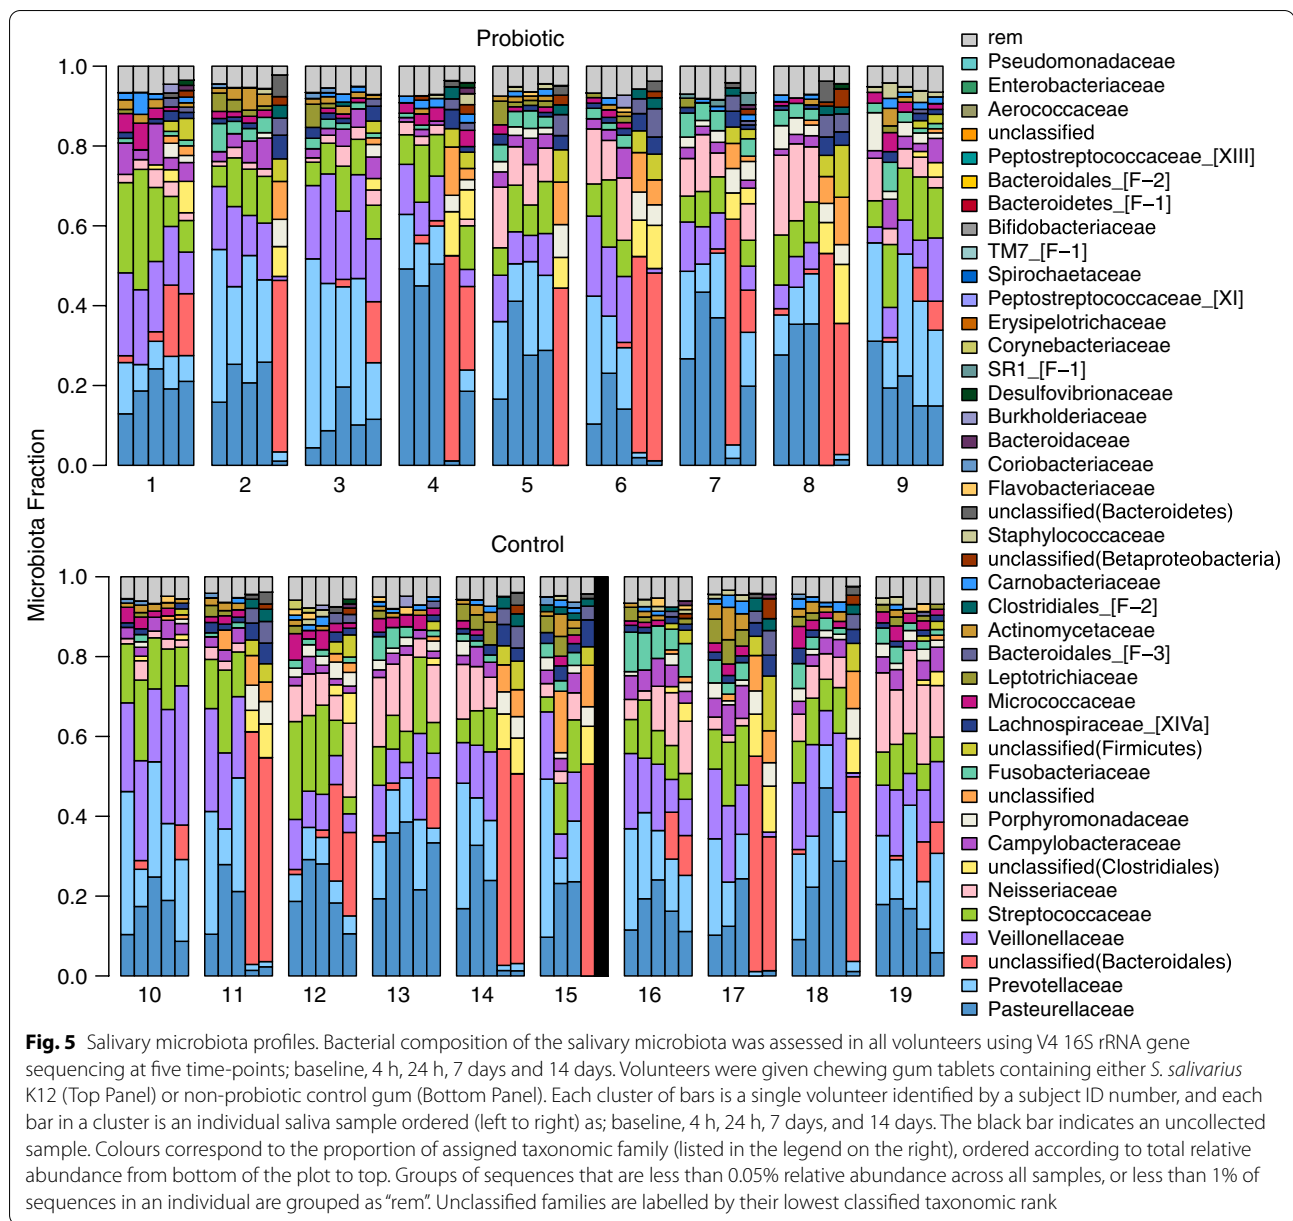 Probiotic
Microbiota Fraction
1.0
0.8
0.6
0.4
0.2
0.0
1 2 3 4 5 6 7 8 9
Control
1.0
0.8
0.6
0.4
0.2
0.0
10 11 12 13 14 15 16 17 18 19
rem
Pseudomonadaceae
Enterobacteriaceae
Aerococcaceae
unclassified
Peptostreptococcaceae_[XIII]
Bacteroidales_[F−2]
Bacteroidetes_[F−1]
Bifidobacteriaceae
TM7_[F−1]
Spirochaetaceae
Peptostreptococcaceae_[XI]
Erysipelotrichaceae
Corynebacteriaceae
SR1_[F−1]
Desulfovibrionaceae
Burkholderiaceae
Bacteroidaceae
Coriobacteriaceae
Flavobacteriaceae
unclassified(Bacteroidetes)
Staphylococcaceae
unclassified(Betaproteobacteria)
Carnobacteriaceae
Clostridiales_[F−2]
Actinomycetaceae
Bacteroidales_[F−3]
Leptotrichiaceae
Micrococcaceae
Lachnospiraceae_[XIVa]
unclassified(Firmicutes)
Fusobacteriaceae
unclassified
Porphyromonadaceae
Campylobacteraceae
unclassified(Clostridiales)
Neisseriaceae
Streptococcaceae
Veillonellaceae
unclassified(Bacteroidales)
Prevotellaceae
Pasteurellaceae
Fig. 5 Salivary microbiota profiles. Bacterial composition of the salivary microbiota was assessed in all volunteers using V4 16S rRNA gene
sequencing at five time-points; baseline, 4 h, 24 h, 7 days and 14 days. Volunteers were given chewing gum tablets containing either S. salivarius
K12 (Top Panel) or non-probiotic control gum (Bottom Panel). Each cluster of bars is a single volunteer identified by a subject ID number, and each
bar in a cluster is an individual saliva sample ordered (left to right) as; baseline, 4 h, 24 h, 7 days, and 14 days. The black bar indicates an uncollected
sample. Colours correspond to the proportion of assigned taxonomic family (listed in the legend on the right), ordered according to total relative
abundance from bottom of the plot to top. Groups of sequences that are less than 0.05% relative abundance across all samples, or less than 1% of
sequences in an individual are grouped as “rem”. Unclassified families are labelled by their lowest classified taxonomic rank